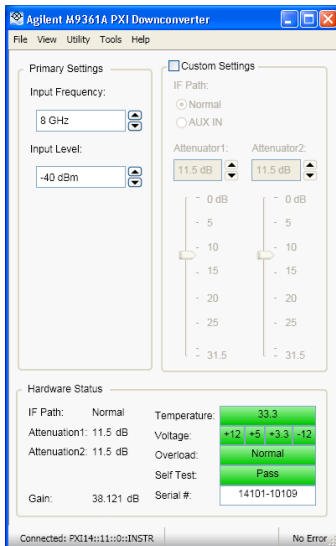 Agilent M9361A PXI Downconverter
File View Utility Tools Help
Primary Settings
Input Frequency:
8 GHz
Input Level:
-40 dBm
Custom Settings
IF Path:
Normal
AUX IN
Attenuator1: Attenuator2:
11.5 dB 11.5 dB
0 dB 0 dB
5 5
10 10
15 15
20 20
25 25
31.5 31.5
Hardware Status
IF Path: Normal
Attenuation1: 11.5 dB
Attenuation2: 11.5 dB
Gain: 38.121 dB
Temperature: 33.3
Voltage: +12 +5 +3.3 -12
Overload: Normal
Self Test: Pass
Serial #: 14101-10109
Connected: PXI14::11::0::INSTR No Error